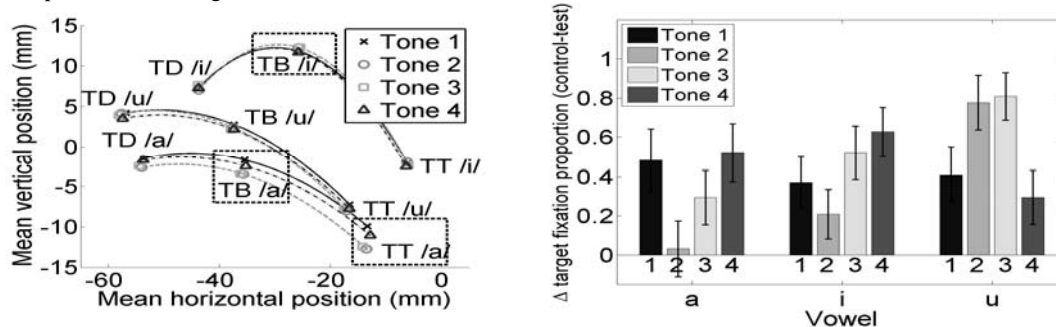 Mean vertical position (mm)
15
10
5
0
-5
-10
-15
TD /i/
TB /i/
TD /u/
TB /u/
TD /a/
TB /a/
TT /i/
TT /u/
TT /a/
Tone 1
Tone 2
Tone 3
Tone 4
-60 -40 -20 0
Mean horizontal position (mm)
Δ target fixation proportion (control-test)
1
0.8
0.6
0.4
0.2
0
Tone 1
Tone 2
Tone 3
Tone 4
1 2 3 4 1 2 3 4 1 2 3 4
a i u
Vowel